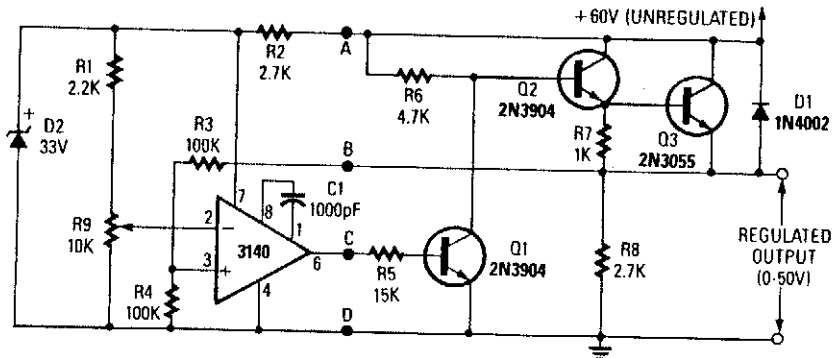 +60V (UNREGULATED)
R2
2.7K
A
R1
2.2K
R6
4.7K
Q2
2N3904
D1
1N4002
D2
33V
+
R3
100K
B
R7
1K
Q3
2N3055
C1
1000pF
7
8
1
R9
10K
2
−
3140
3
+
6
C
4
R5
15K
Q1
2N3904
R8
2.7K
REGULATED
OUTPUT
(0-50V)
R4
100K
D